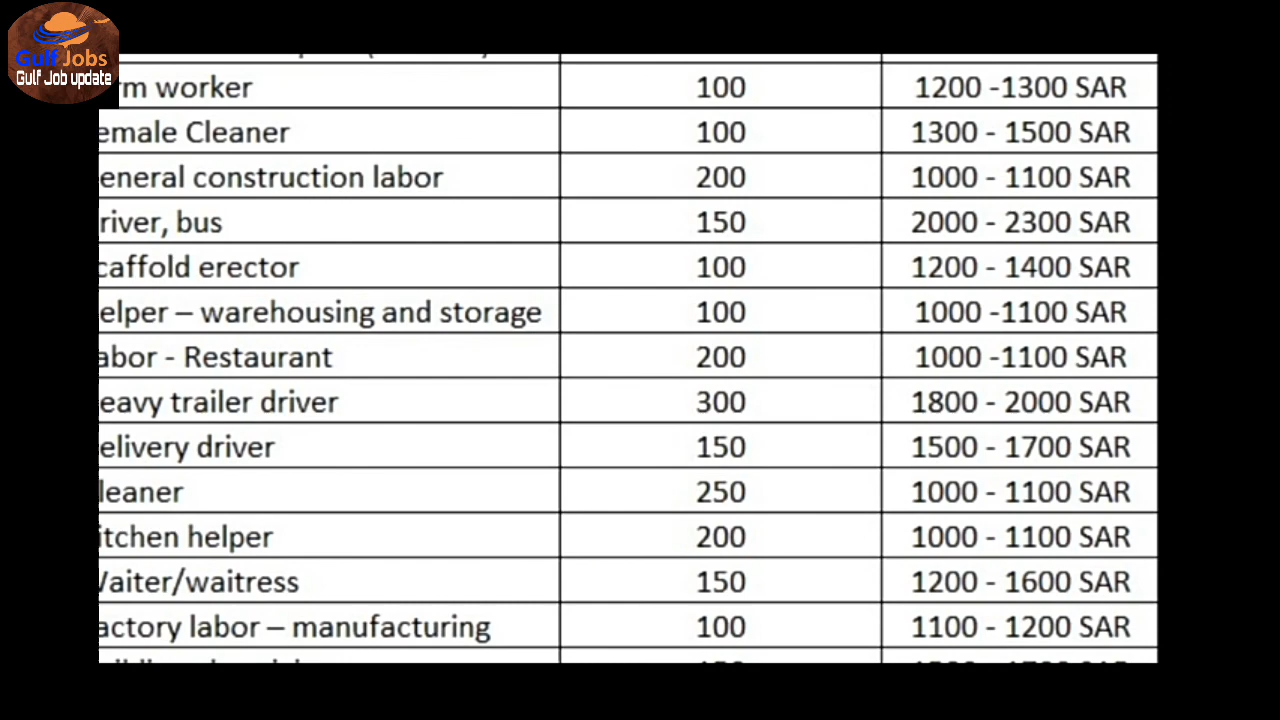 Gulf Jobs
Gulf Job update
rm worker 100 1200 -1300 SAR
emale Cleaner 100 1300 - 1500 SAR
eneral construction labor 200 1000 - 1100 SAR
river, bus 150 2000 - 2300 SAR
caffold erector 100 1200 - 1400 SAR
elper – warehousing and storage 100 1000 -1100 SAR
abor - Restaurant 200 1000 -1100 SAR
eavy trailer driver 300 1800 - 2000 SAR
elivery driver 150 1500 - 1700 SAR
leaner 250 1000 - 1100 SAR
itchen helper 200 1000 - 1100 SAR
Waiter/waitress 150 1200 - 1600 SAR
actory labor – manufacturing 100 1100 - 1200 SAR